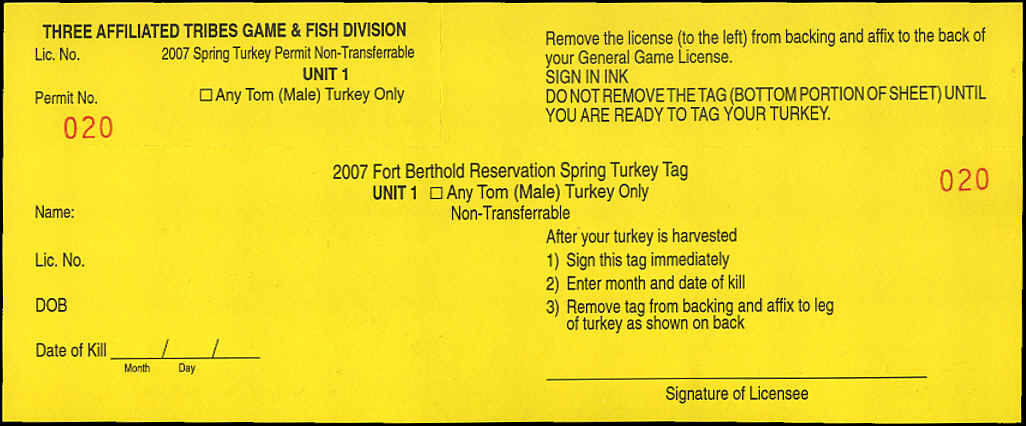 THREE AFFILIATED TRIBES GAME & FISH DIVISION
Lic. No. 2007 Spring Turkey Permit Non-Transferrable
UNIT 1
Permit No. ☐ Any Tom (Male) Turkey Only
020
Remove the license (to the left) from backing and affix to the back of
your General Game License.
SIGN IN INK
DO NOT REMOVE THE TAG (BOTTOM PORTION OF SHEET) UNTIL
YOU ARE READY TO TAG YOUR TURKEY.
2007 Fort Berthold Reservation Spring Turkey Tag
020
UNIT 1 ☐ Any Tom (Male) Turkey Only
Non-Transferrable
Name:
Lic. No.
DOB
Date of Kill ____/____/____
Month Day
After your turkey is harvested
1) Sign this tag immediately
2) Enter month and date of kill
3) Remove tag from backing and affix to leg
of turkey as shown on back
Signature of Licensee